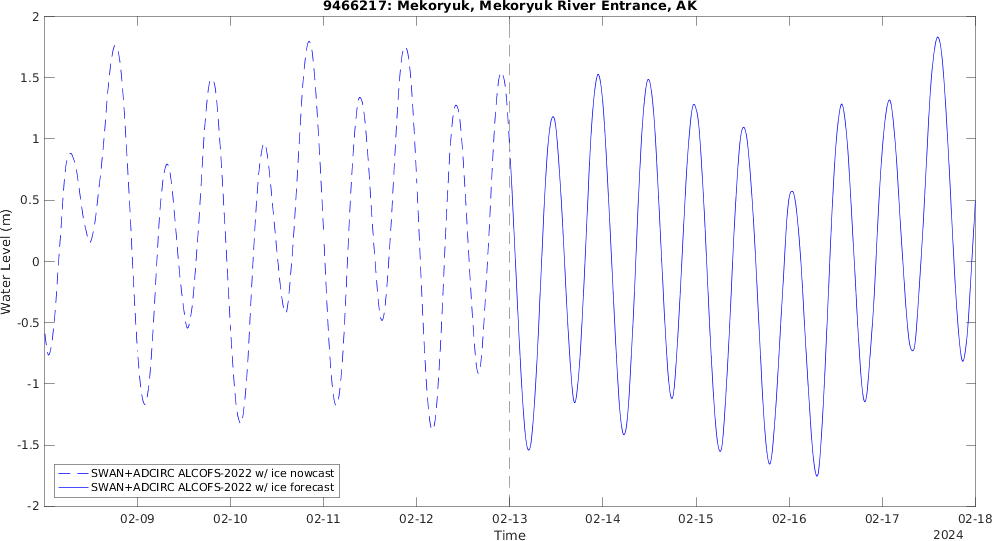 9466217: Mekoryuk, Mekoryuk River Entrance, AK
2
1.5
1
0.5
0
-0.5
-1
-1.5
-2
Water Level (m)
SWAN+ADCIRC ALCOFS-2022 w/ ice nowcast
SWAN+ADCIRC ALCOFS-2022 w/ ice forecast
02-09 02-10 02-11 02-12 02-13 02-14 02-15 02-16 02-17 02-18
Time
2024